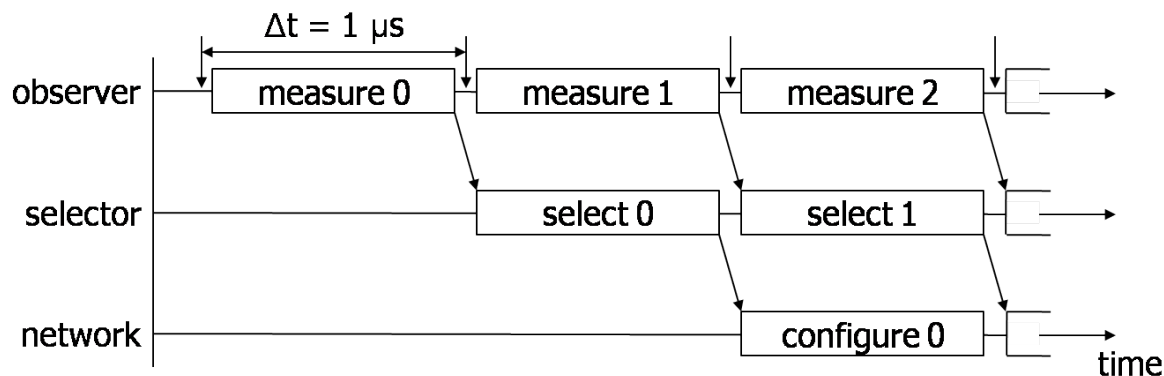 Δt = 1 µs
observer measure 0 measure 1 measure 2
selector select 0 select 1
network configure 0
time